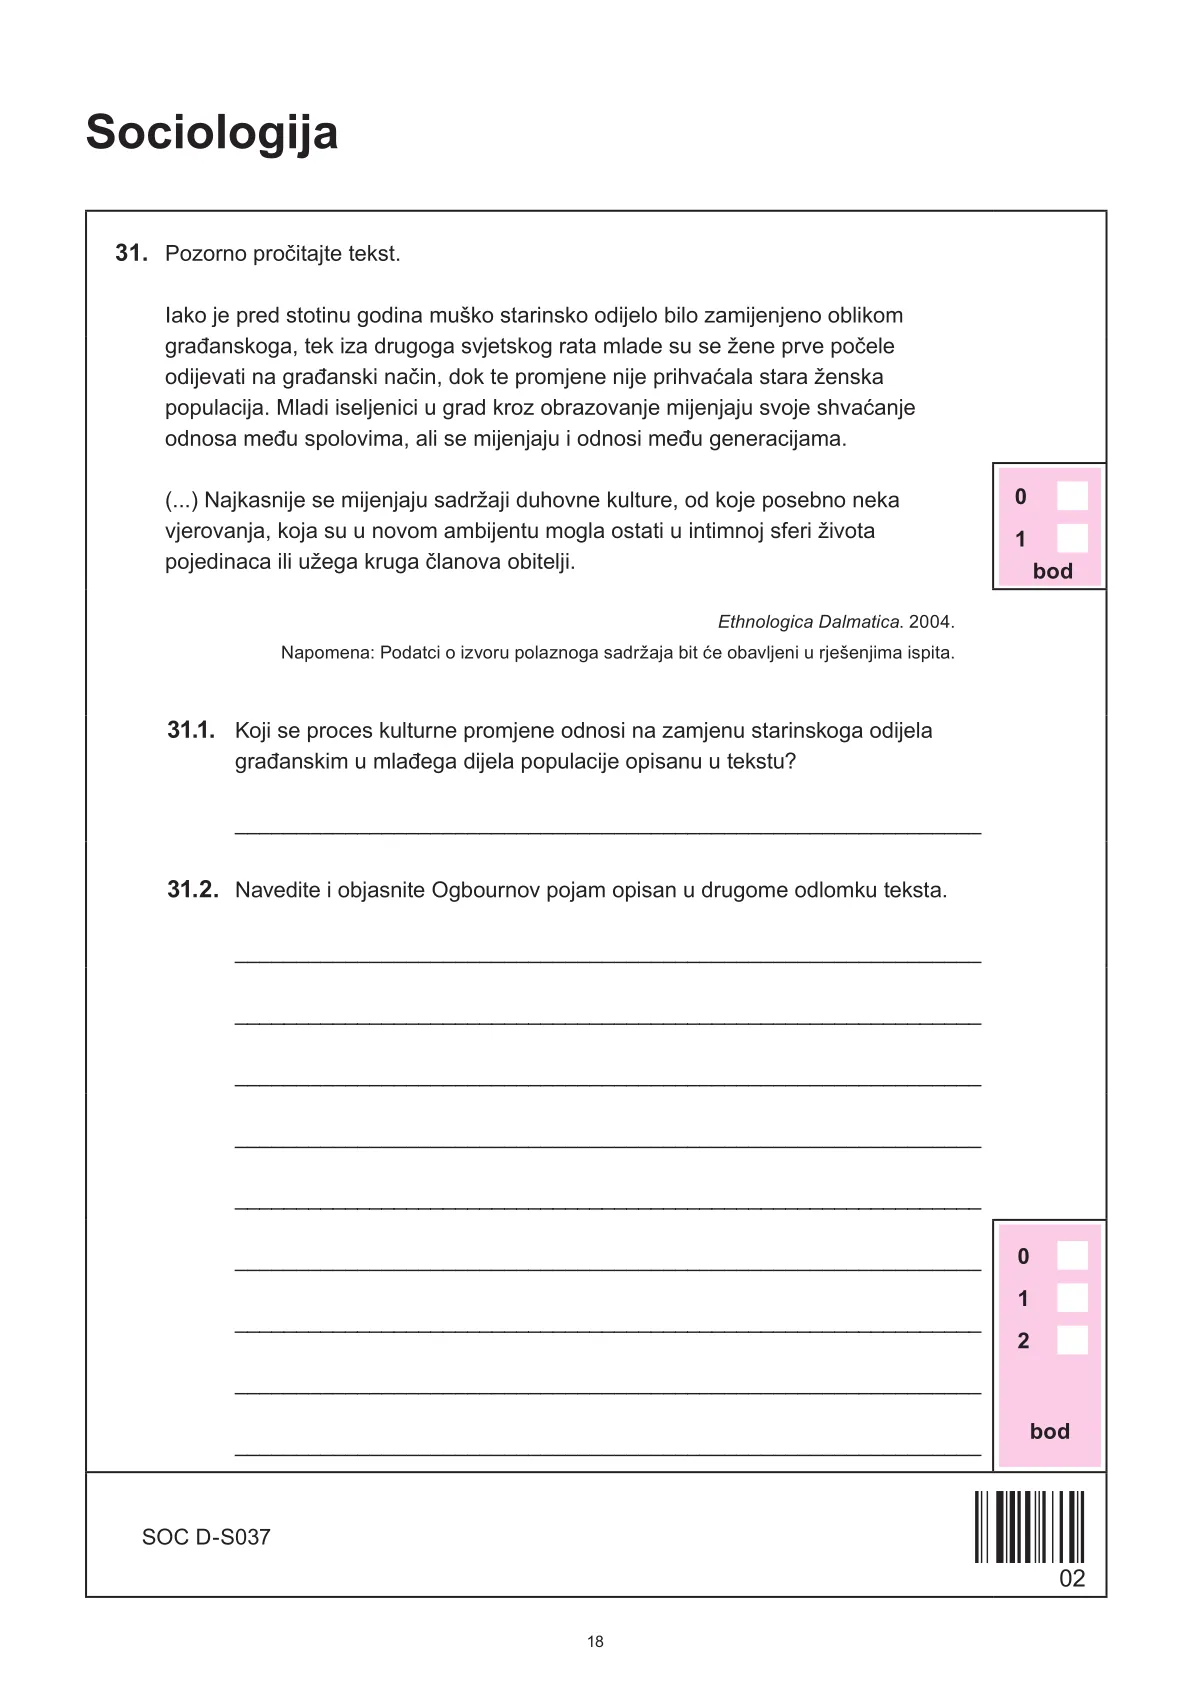 Sociologija
31. Pozorno pročitajte tekst.
Iako je pred stotinu godina muško starinsko odijelo bilo zamijenjeno oblikom
građanskoga, tek iza drugoga svjetskog rata mlade su se žene prve počele
odijevati na građanski način, dok te promjene nije prihvaćala stara ženska
populacija. Mladi iseljenici u grad kroz obrazovanje mijenjaju svoje shvaćanje
odnosa među spolovima, ali se mijenjaju i odnosi među generacijama.
(...) Najkasnije se mijenjaju sadržaji duhovne kulture, od koje posebno neka
vjerovanja, koja su u novom ambijentu mogla ostati u intimnoj sferi života
pojedinaca ili užega kruga članova obitelji.
0
1
bod
Ethnologica Dalmatica. 2004.
Napomena: Podatci o izvoru polaznoga sadržaja bit će obavljeni u rješenjima ispita.
31.1. Koji se proces kulturne promjene odnosi na zamjenu starinskoga odijela
građanskim u mlađega dijela populacije opisanu u tekstu?
31.2. Navedite i objasnite Ogbournov pojam opisan u drugome odlomku teksta.
0
1
2
bod
SOC D-S037
02
18